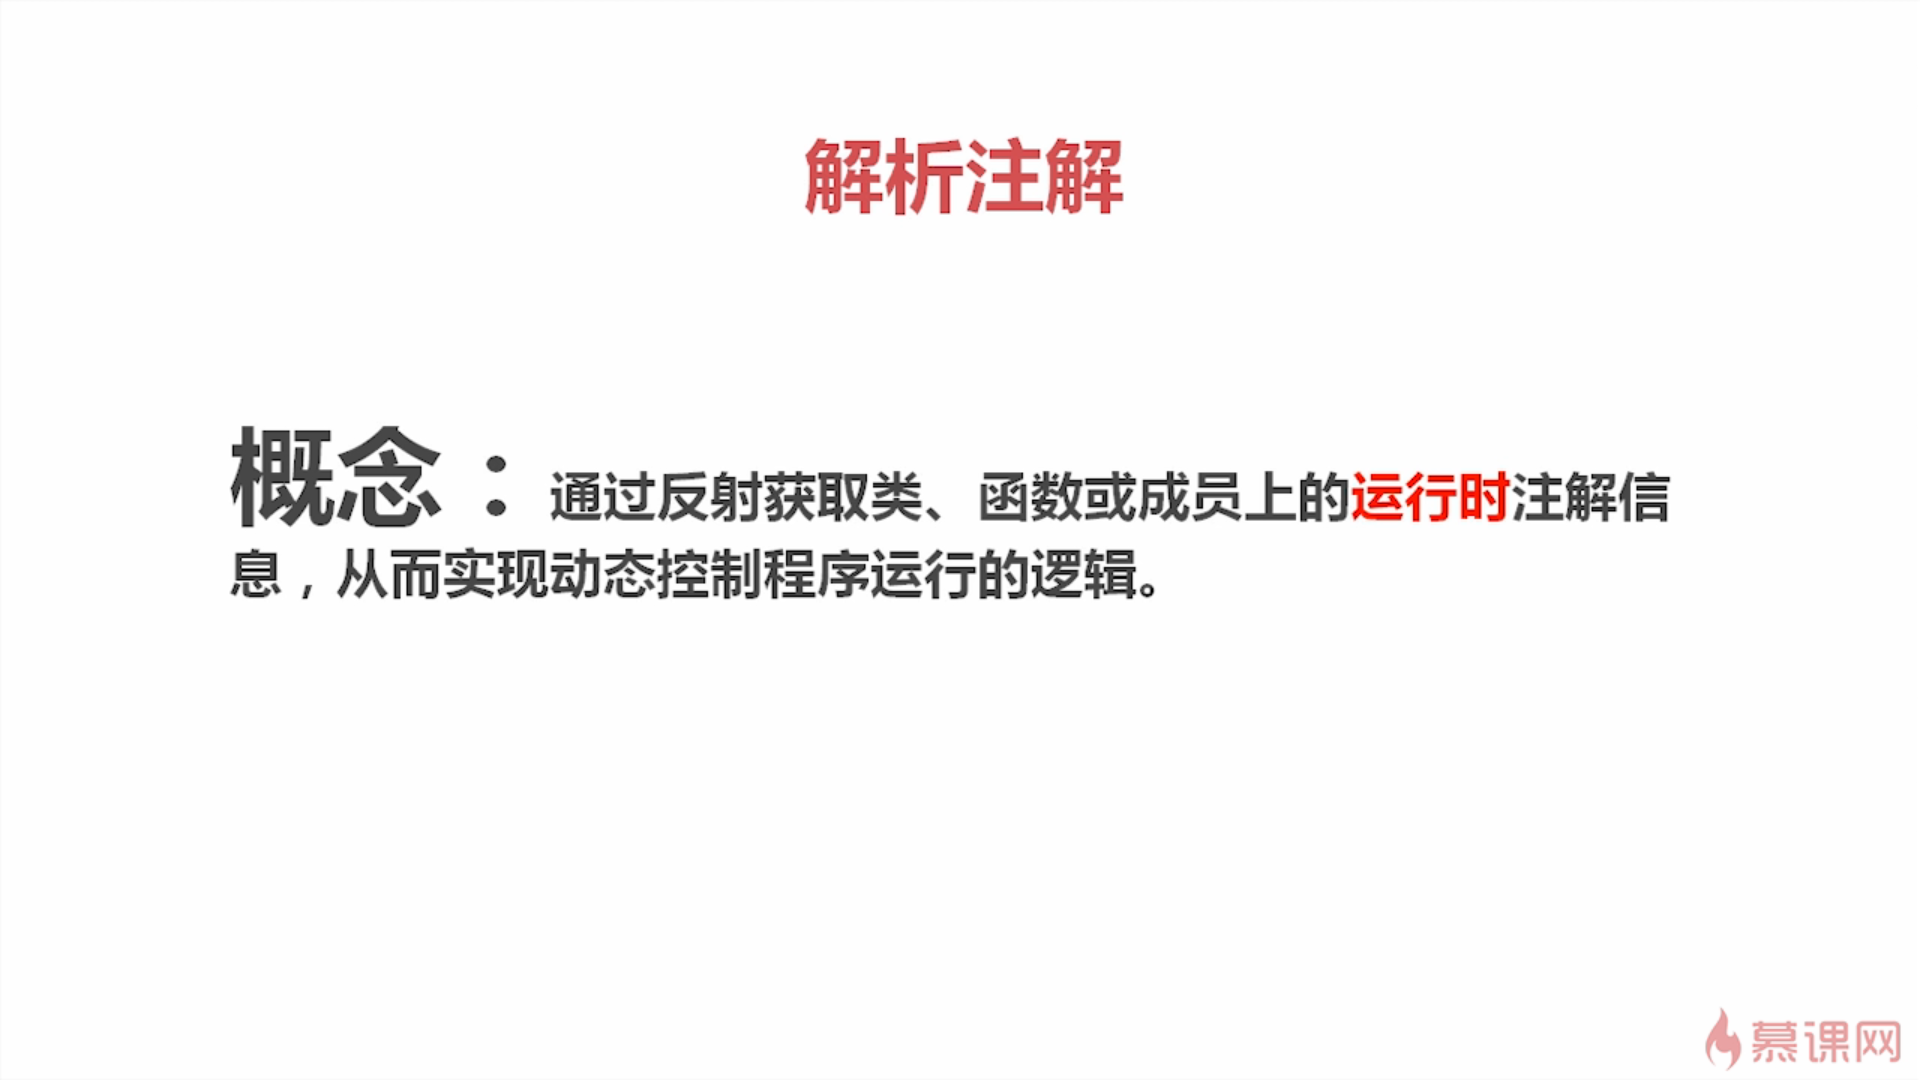 解析注解
概念：通过反射获取类、函数或成员上的运行时注解信
息，从而实现动态控制程序运行的逻辑。
慕课网